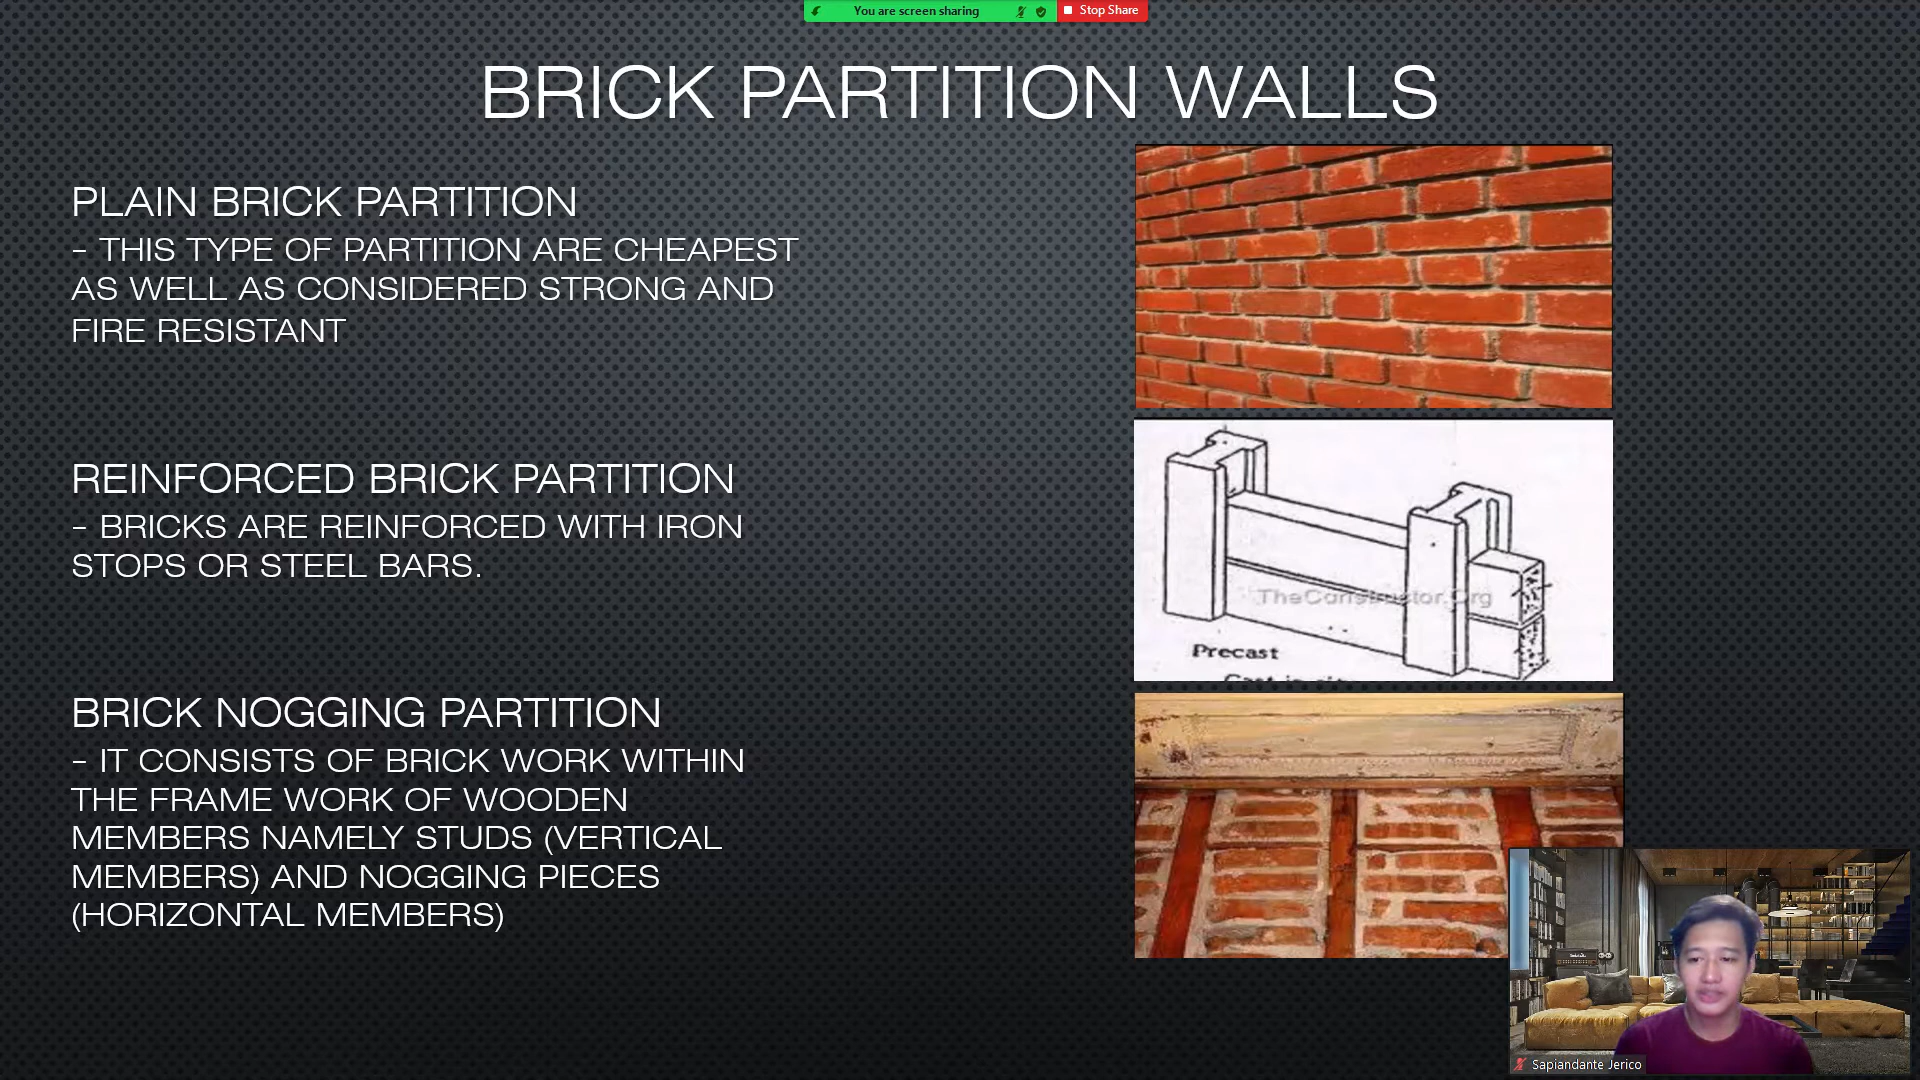 You are screen sharing
Stop Share
BRICK PARTITION WALLS
PLAIN BRICK PARTITION
– THIS TYPE OF PARTITION ARE CHEAPEST
AS WELL AS CONSIDERED STRONG AND
FIRE RESISTANT
REINFORCED BRICK PARTITION
– BRICKS ARE REINFORCED WITH IRON
STOPS OR STEEL BARS.
TheConstructor.Org
Precast
BRICK NOGGING PARTITION
– IT CONSISTS OF BRICK WORK WITHIN
THE FRAME WORK OF WOODEN
MEMBERS NAMELY STUDS (VERTICAL
MEMBERS) AND NOGGING PIECES
(HORIZONTAL MEMBERS)
Sapiandante Jerico